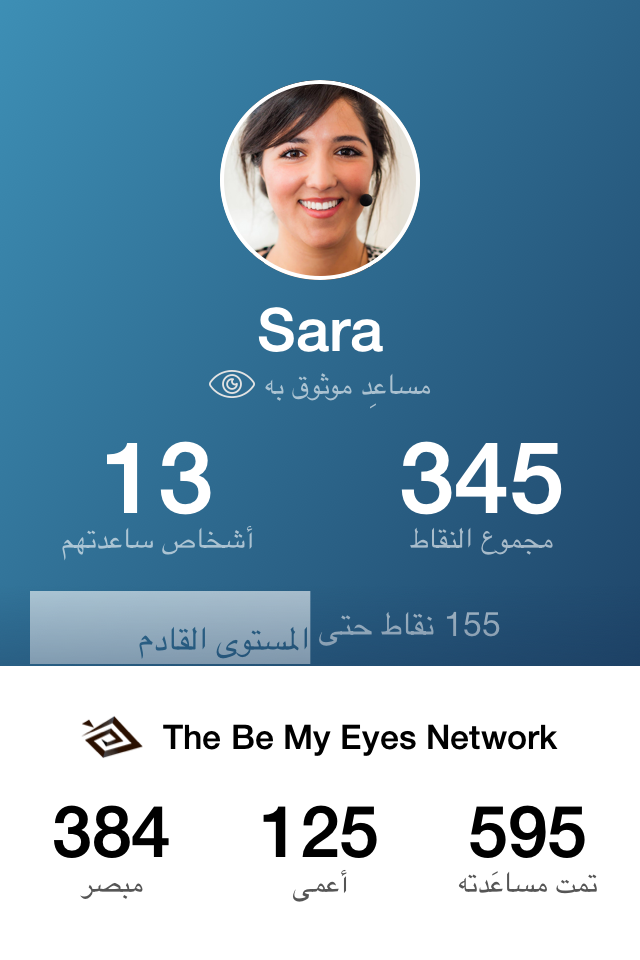 Sara
مساعدِ موثوق به
345
مجموع النقاط
13
أشخاص ساعدتهم
155 نقاط حتى المستوى القادم
The Be My Eyes Network
595
تمت مساعَدته
125
أعمى
384
مبصر